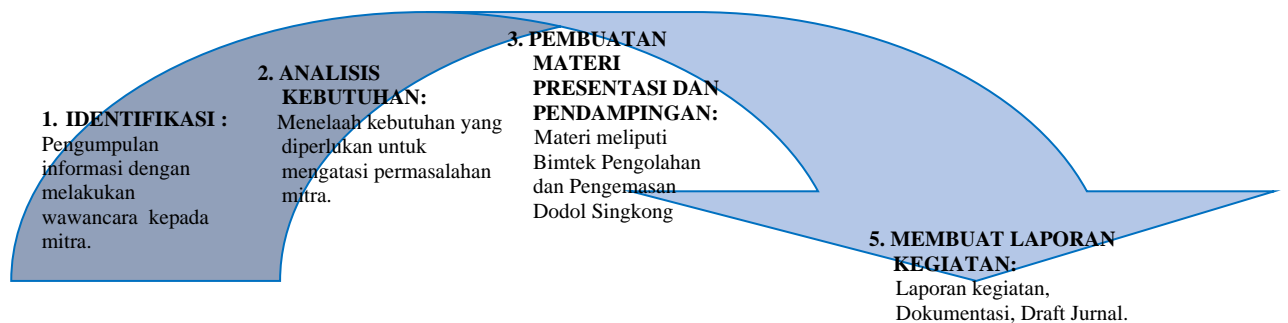 1. IDENTIFIKASI :
Pengumpulan
informasi dengan
melakukan
wawancara kepada
mitra.
2. ANALISIS
KEBUTUHAN:
Menelaah kebutuhan yang
diperlukan untuk
mengatasi permasalahan
mitra.
3. PEMBUATAN
MATERI
PRESENTASI DAN
PENDAMPINGAN:
Materi meliputi
Bimtek Pengolahan
dan Pengemasan
Dodol Singkong
5. MEMBUAT LAPORAN
KEGIATAN:
Laporan kegiatan,
Dokumentasi, Draft Jurnal.